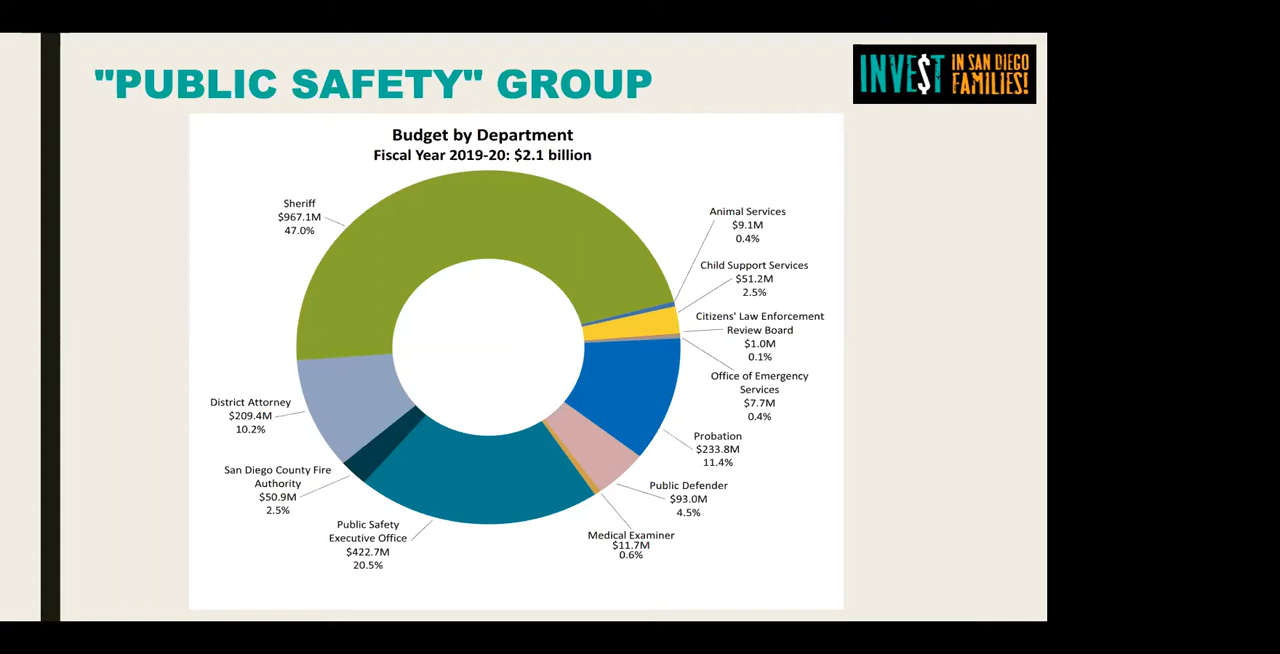 "PUBLIC SAFETY" GROUP
INVE$T
IN SAN DIEGO
FAMILIES!
Budget by Department
Fiscal Year 2019-20: $2.1 billion
Sheriff
$967.1M
47.0%
Animal Services
$9.1M
0.4%
Child Support Services
$51.2M
2.5%
Citizens' Law Enforcement
Review Board
$1.0M
0.1%
Office of Emergency
Services
$7.7M
0.4%
Probation
$233.8M
11.4%
Public Defender
$93.0M
4.5%
Medical Examiner
$11.7M
0.6%
Public Safety
Executive Office
$422.7M
20.5%
San Diego County Fire
Authority
$50.9M
2.5%
District Attorney
$209.4M
10.2%